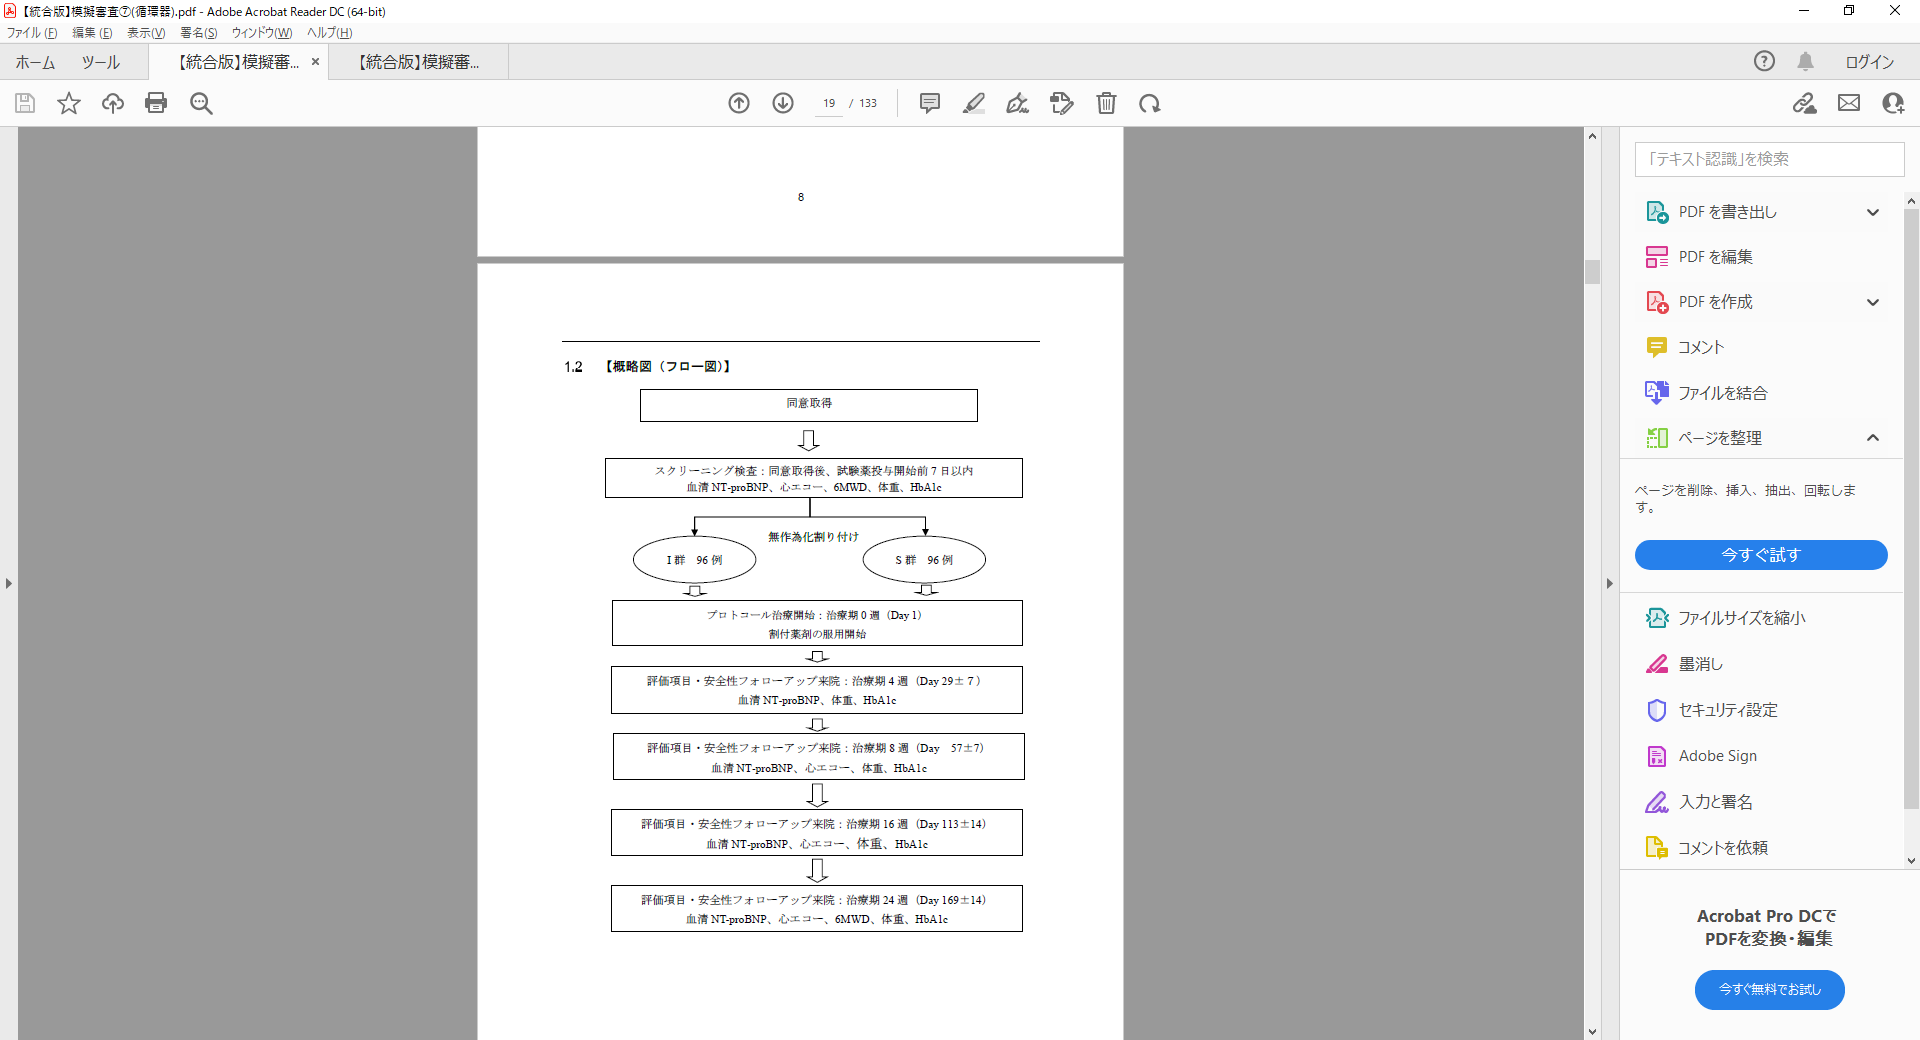 【統合版】模擬審査⑦(循環器).pdf - Adobe Acrobat Reader DC (64-bit)
ファイル(F) 編集(E) 表示(V) 署名(S) ウィンドウ(W) ヘルプ(H)
ホーム ツール 【統合版】模擬審... × 【統合版】模擬審... ログイン
19 / 133
8
1.2 【概略図（フロー図）】
同意取得
スクリーニング検査：同意取得後、試験薬投与開始前 7 日以内
血清 NT-proBNP、心エコー、6MWD、体重、HbA1c
無作為化割り付け
I 群 96 例 S 群 96 例
プロトコール治療開始：治療期 0 週（Day 1）
割付薬剤の服用開始
評価項目・安全性フォローアップ来院：治療期 4 週（Day 29± 7 ）
血清 NT-proBNP、体重、HbA1c
評価項目・安全性フォローアップ来院：治療期 8 週（Day 57±7）
血清 NT-proBNP、心エコー、体重、HbA1c
評価項目・安全性フォローアップ来院：治療期 16 週（Day 113±14）
血清 NT-proBNP、心エコー、体重、HbA1c
評価項目・安全性フォローアップ来院：治療期 24 週（Day 169±14）
血清 NT-proBNP、心エコー、6MWD、体重、HbA1c
「テキスト認識」を検索
PDF を書き出し
PDF を編集
PDF を作成
コメント
ファイルを結合
ページを整理
ページを削除、挿入、抽出、回転しま
す。
今すぐ試す
ファイルサイズを縮小
墨消し
セキュリティ設定
Adobe Sign
入力と署名
コメントを依頼
Acrobat Pro DCで
PDFを変換・編集
今すぐ無料でお試し